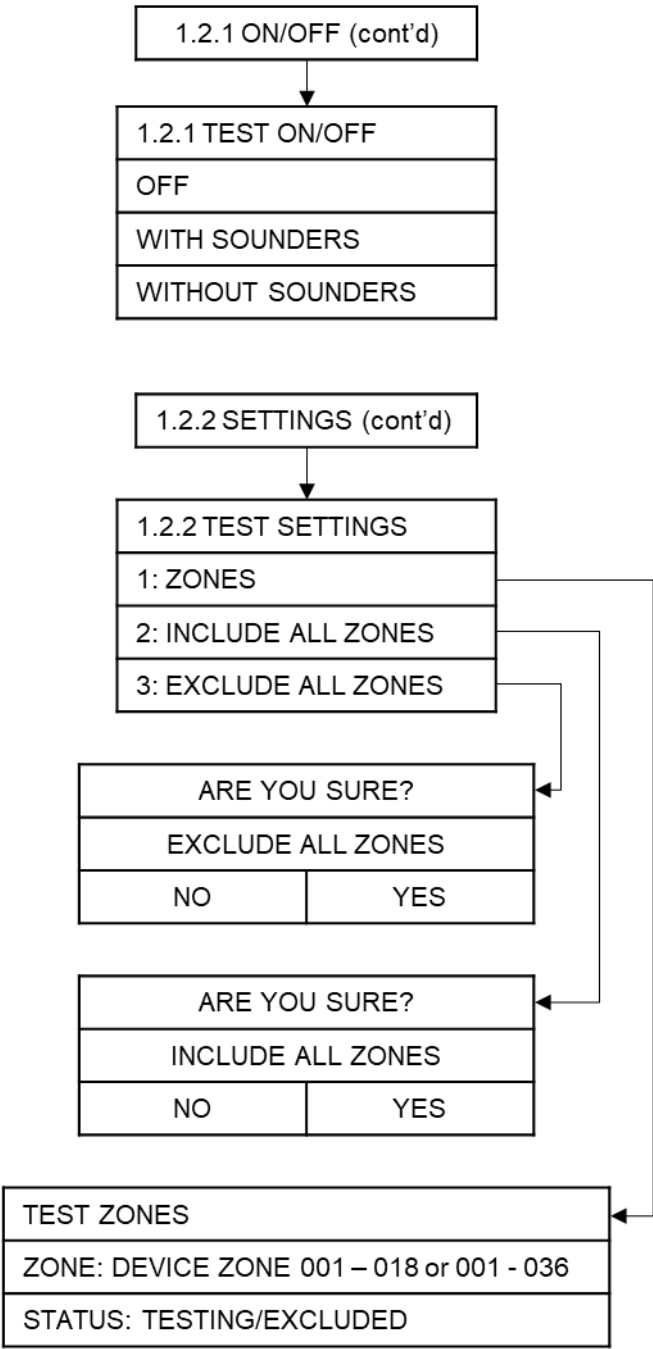 1.2.1 ON/OFF (cont’d)
1.2.1 TEST ON/OFF
OFF
WITH SOUNDERS
WITHOUT SOUNDERS
1.2.2 SETTINGS (cont’d)
1.2.2 TEST SETTINGS
1: ZONES
2: INCLUDE ALL ZONES
3: EXCLUDE ALL ZONES
ARE YOU SURE?
EXCLUDE ALL ZONES
NO YES
ARE YOU SURE?
INCLUDE ALL ZONES
NO YES
TEST ZONES
ZONE: DEVICE ZONE 001 – 018 or 001 - 036
STATUS: TESTING/EXCLUDED